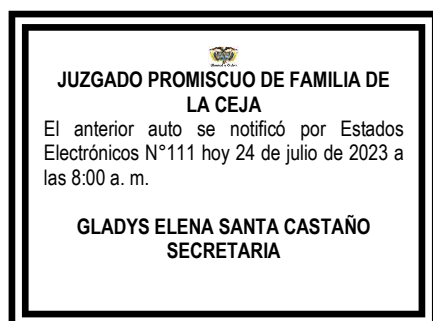 JUZGADO PROMISCUO DE FAMILIA DE
LA CEJA
El anterior auto se notificó por Estados
Electrónicos N°111 hoy 24 de julio de 2023 a
las 8:00 a. m.
GLADYS ELENA SANTA CASTAÑO
SECRETARIA